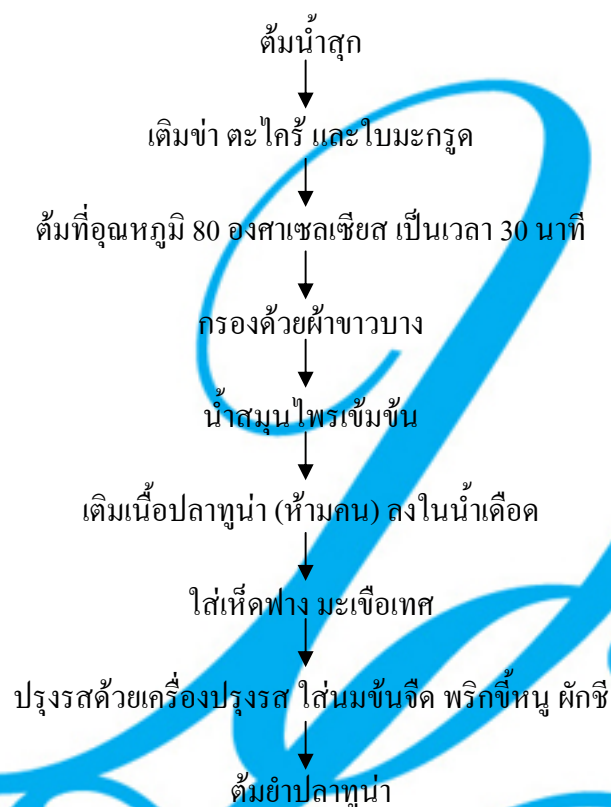 ต้มน้ำสุก
เติมข่า ตะไคร้ และใบมะกรูด
ต้มที่อุณหภูมิ 80 องศาเซลเซียส เป็นเวลา 30 นาที
กรองด้วยผ้าขาวบาง
น้ำสมุนไพรเข้มข้น
เติมเนื้อปลาทูน่า (ห้ามคน) ลงในน้ำเดือด
ใส่เห็ดฟาง มะเขือเทศ
ปรุงรสด้วยเครื่องปรุงรส ใส่นมข้นจืด พริกขี้หนู ผักชี
ต้มยำปลาทูน่า